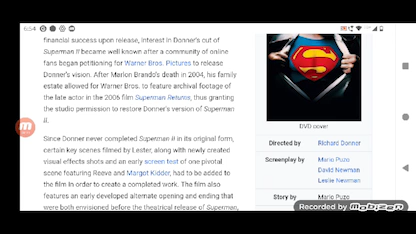 6:54
financial success upon release, interest in Donner's cut of
Superman II became well known after a community of online
fans began petitioning for Warner Bros. Pictures to release
Donner's vision. After Marlon Brando's death in 2004, his family
estate allowed for Warner Bros. to feature archival footage of
the late actor in the 2006 film Superman Returns, thus granting
the studio permission to restore Donner's version of Superman
II.
Since Donner never completed Superman II in its original form,
certain key scenes filmed by Lester, along with newly created
visual effects shots and an early screen test of one pivotal
scene featuring Reeve and Margot Kidder, had to be added to
the film in order to create a completed work. The film also
features an early developed alternate opening and ending that
were both envisioned before the theatrical release of Superman,
DVD cover
Directed by Richard Donner
Screenplay by Mario Puzo
David Newman
Leslie Newman
Story by Mario Puzo
Recorded by Mobizen